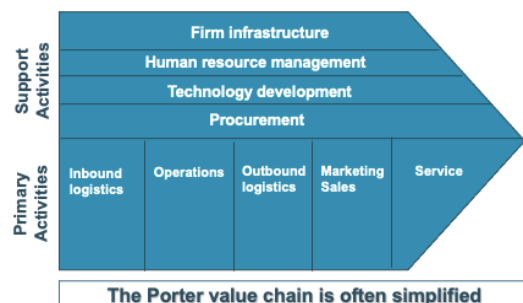 Support
Activities
Firm infrastructure
Human resource management
Technology development
Procurement
Primary
Activities
Inbound
logistics
Operations
Outbound
logistics
Marketing
Sales
Service
The Porter value chain is often simplified